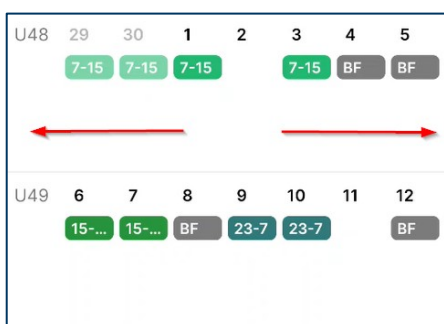 U48 29 30 1 2 3 4 5
7-15 7-15 7-15 7-15 BF BF
U49 6 7 8 9 10 11 12
15-... 15-... BF 23-7 23-7 BF